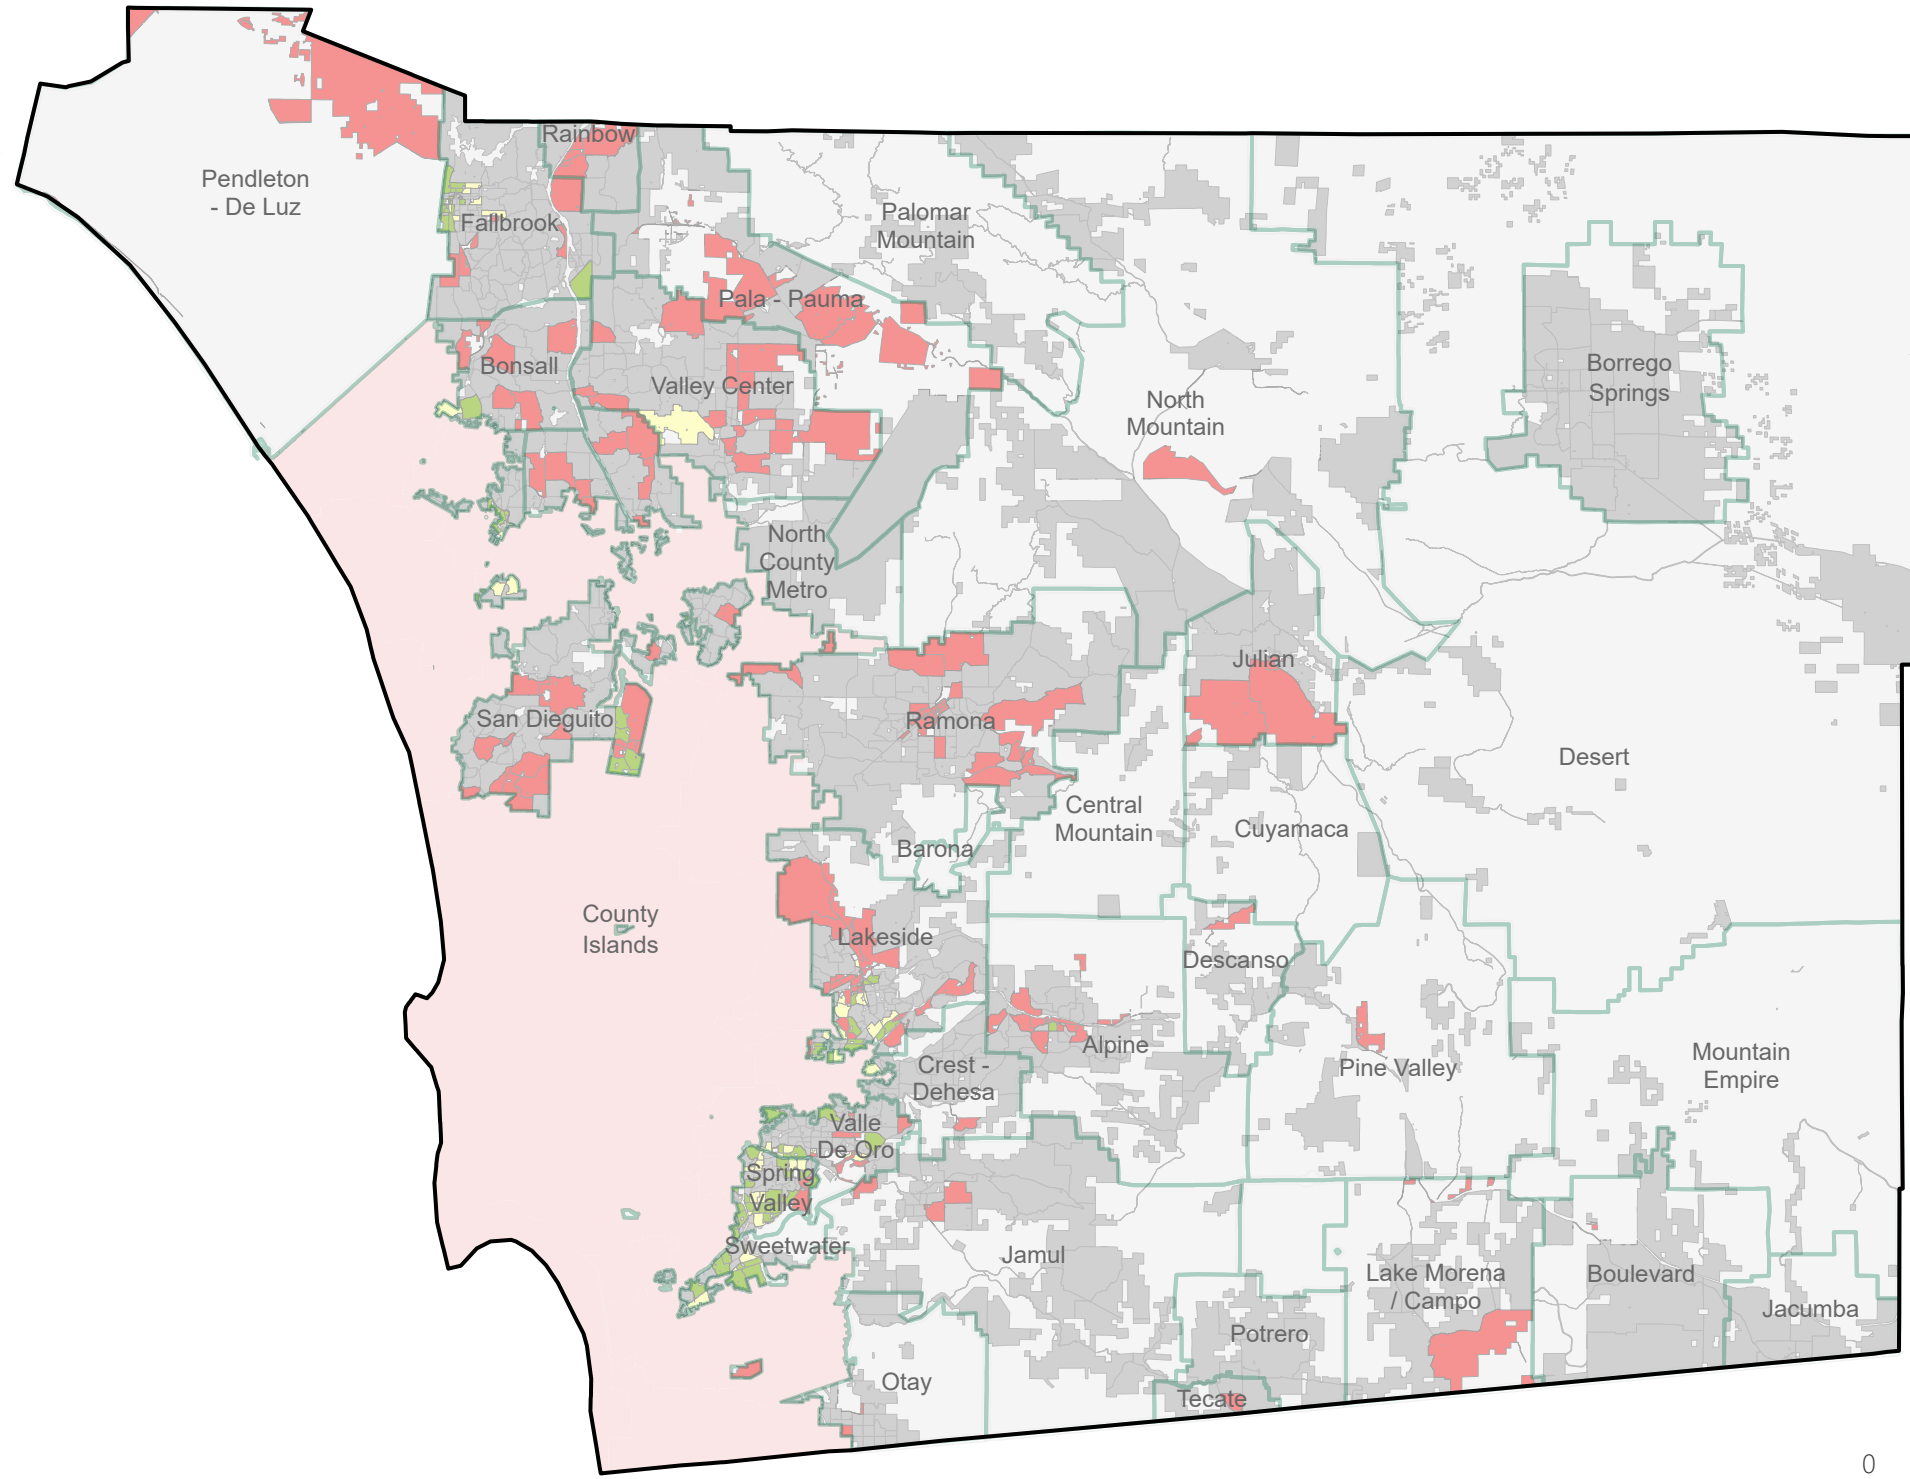 Rainbow
Pendleton
- De Luz
Fallbrook
Palomar
Mountain
Pala - Pauma
Bonsall
Valley Center
North
Mountain
Borrego
Springs
North
County
Metro
Julian
San Dieguito
Ramona
Desert
Central
Mountain
Cuyamaca
Barona
County
Islands
Lakeside
Descanso
Alpine
Crest -
Dehesa
Pine Valley
Mountain
Empire
Valle
De Oro
Spring
Valley
Sweetwater
Jamul
Lake Morena
/ Campo
Boulevard
Jacumba
Potrero
Otay
Tecate
0